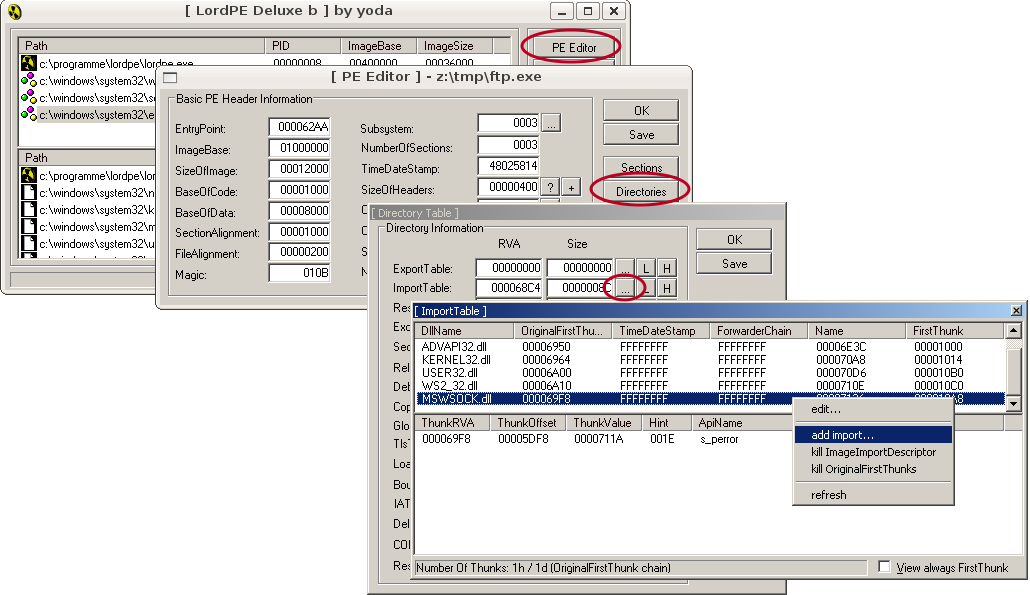 [ LordPE Deluxe b ] by yoda
Path PID ImageBase ImageSize
c:\programme\lordpe\lordpe.exe 00000008 00400000 00036000
c:\windows\system32\w
c:\windows\system32\s
c:\windows\system32\e
PE Editor
Path
c:\programme\lordpe\lor
c:\windows\system32\n
c:\windows\system32\k
c:\windows\system32\m
c:\windows\system32\u
[ PE Editor ] - z:\tmp\ftp.exe
Basic PE Header Information
EntryPoint: 000062AA
ImageBase: 01000000
SizeOfImage: 00012000
BaseOfCode: 00001000
BaseOfData: 00008000
SectionAlignment: 00001000
FileAlignment: 00000200
Magic: 010B
Subsystem: 0003 ...
NumberOfSections: 0003
TimeDateStamp: 48025814
SizeOfHeaders: 00000400 ? +
OK
Save
Sections
Directories
[ Directory Table ]
Directory Information
RVA Size
ExportTable: 00000000 00000000 ... L H
ImportTable: 000068C4 0000008C ... L H
OK
Save
Res
Exc
Sec
Rel
Deb
Cop
Glo
Tls
Loa
Bou
IAT
Del
COI
Res
[ ImportTable ]
DllName OriginalFirstThu... TimeDateStamp ForwarderChain Name FirstThunk
ADVAPI32.dll 00006950 FFFFFFFF FFFFFFFF 00006E3C 00001000
KERNEL32.dll 00006964 FFFFFFFF FFFFFFFF 000070A8 00001014
USER32.dll 00006A00 FFFFFFFF FFFFFFFF 000070D6 000010B0
WS2_32.dll 00006A10 FFFFFFFF FFFFFFFF 0000710E 000010C0
MSWSOCK.dll 000069F8 FFFFFFFF FFFFFFFF 00007126 000010A8
ThunkRVA ThunkOffset ThunkValue Hint ApiName
000069F8 00005DF8 0000711A 001E s_perror
edit...
add import...
kill ImageImportDescriptor
kill OriginalFirstThunks
refresh
Number Of Thunks: 1h / 1d (OriginalFirstThunk chain)
View always FirstThunk